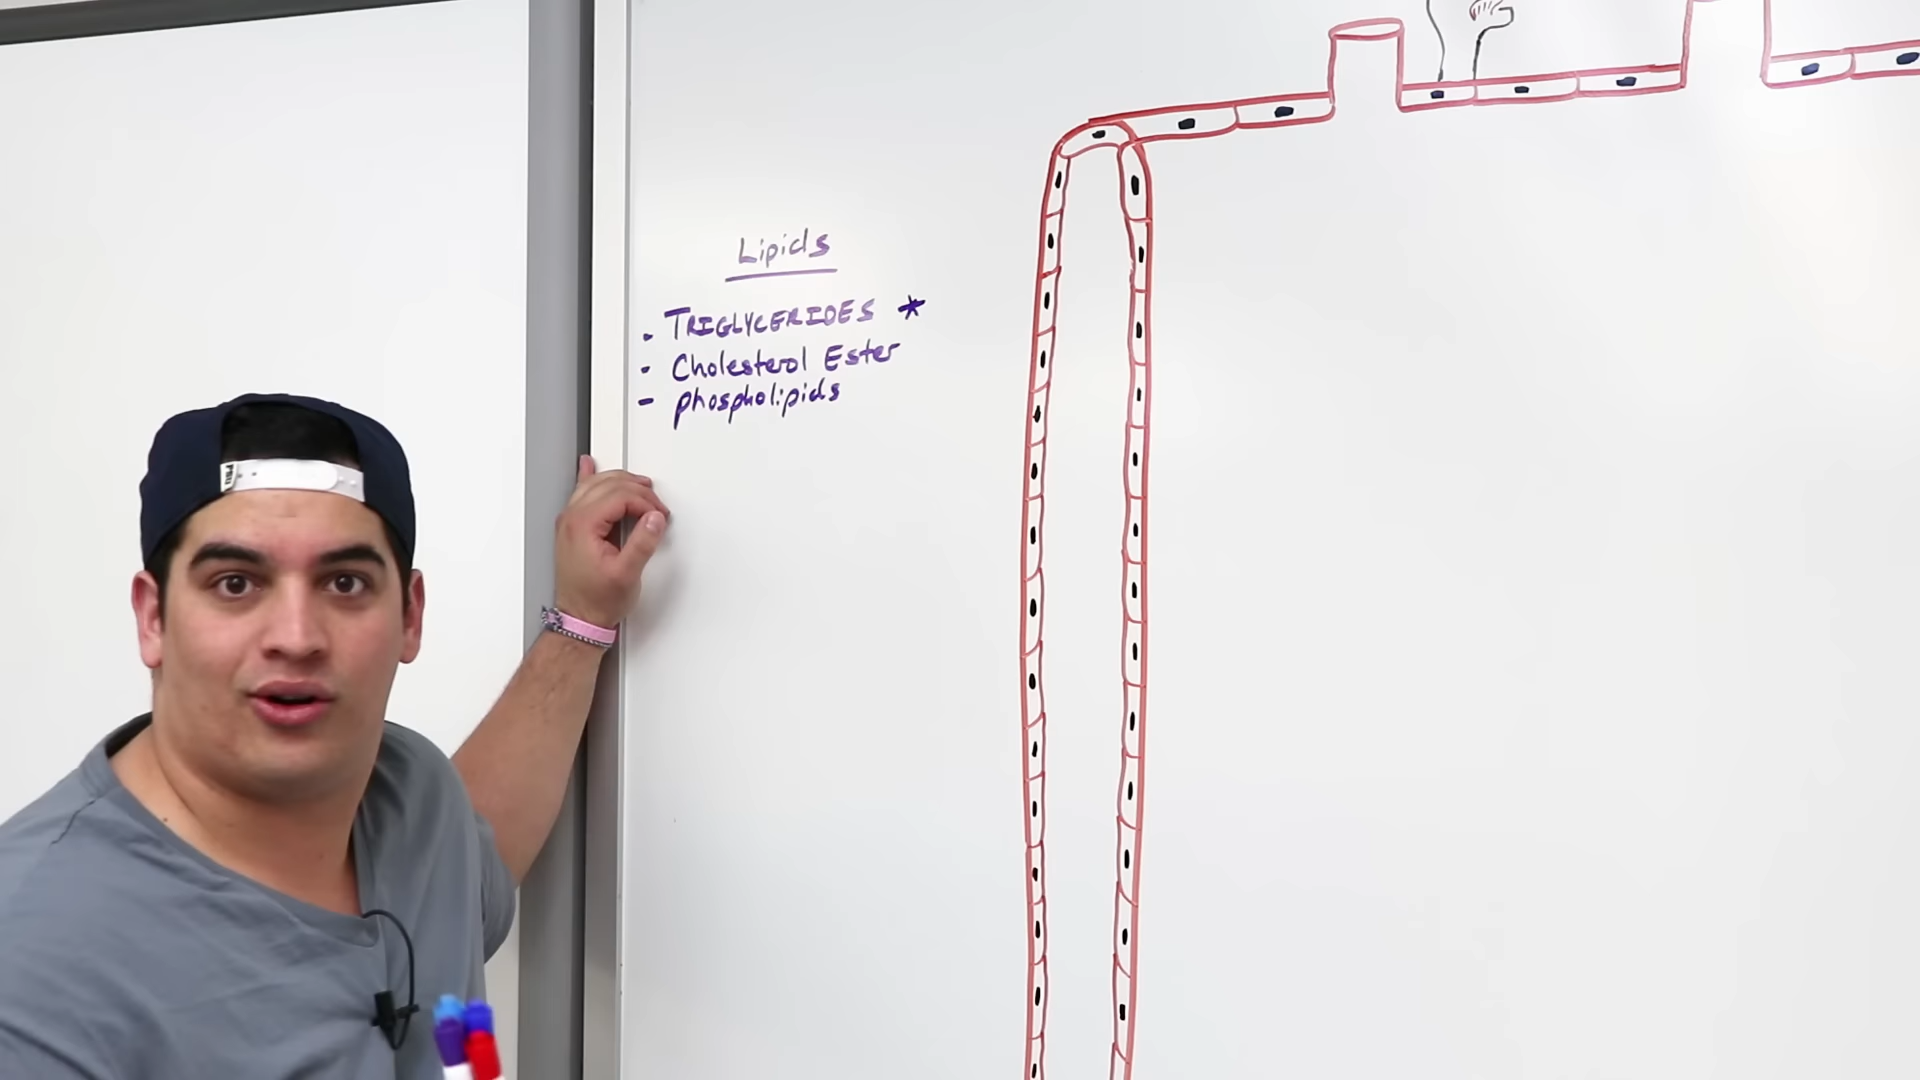 Lipids
- TRIGLYCERIDES *
- Cholesterol Ester
- phospholipids